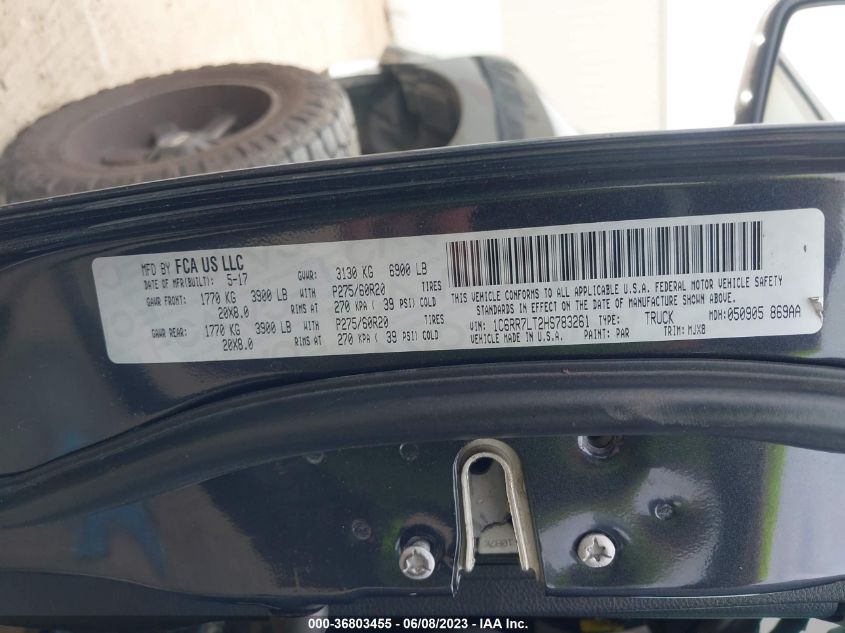 MFD BY FCA US LLC
DATE OF MFR(BUILT): 5-17 GVWR: 3130 KG 6900 LB
GAWR FRONT: 1770 KG 3900 LB WITH P275/60R20 TIRES
20X8.0 RIMS AT 270 KPA ( 39 PSI) COLD
GAWR REAR: 1770 KG 3900 LB WITH P275/60R20 TIRES
20X8.0 RIMS AT 270 KPA ( 39 PSI) COLD
THIS VEHICLE CONFORMS TO ALL APPLICABLE U.S.A. FEDERAL MOTOR VEHICLE SAFETY
STANDARDS IN EFFECT ON THE DATE OF MANUFACTURE SHOWN ABOVE.
VIN: 1C6RR7LT2HS783261 TYPE: TRUCK MDH: 050905 869AA
VEHICLE MADE IN U.S.A. PAINT: PAR TRIM: MJX8
000-36803455 - 06/08/2023 - IAA Inc.